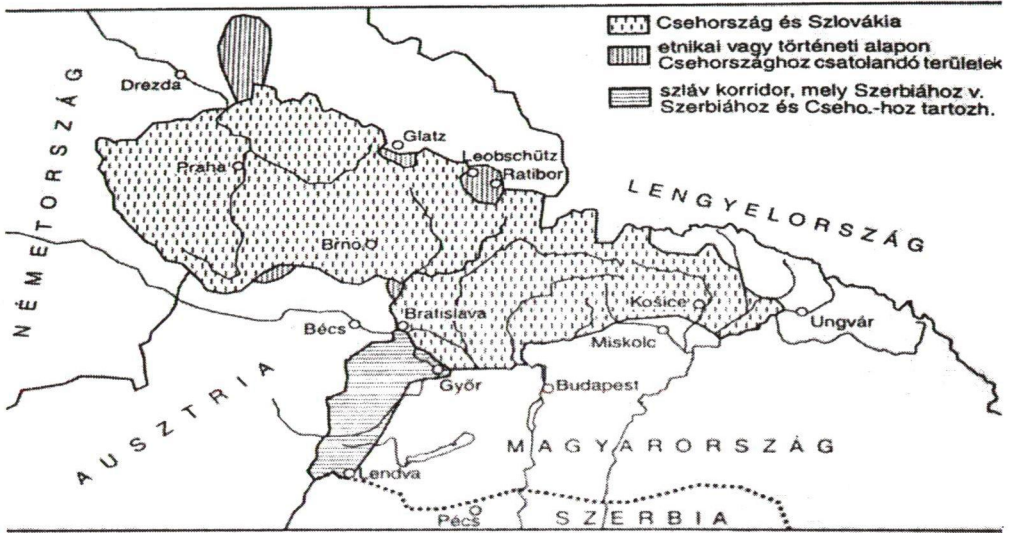 Csehország és Szlovákia
etnikai vagy történeti alapon
Csehországhoz csatolandó területek
szláv korridor, mely Szerbiához v.
Szerbiához és Cseho.-hoz tartozh.
NÉMETORSZÁG
Drezda
Glatz
Leobschütz
Ratibor
Praha
LENGYELORSZÁG
Brno
Košice
Bratislava
Bécs
Ungvár
Miskolc
Győr
Budapest
AUSZTRIA
MAGYARORSZÁG
Lendva
Pécs
SZERBIA